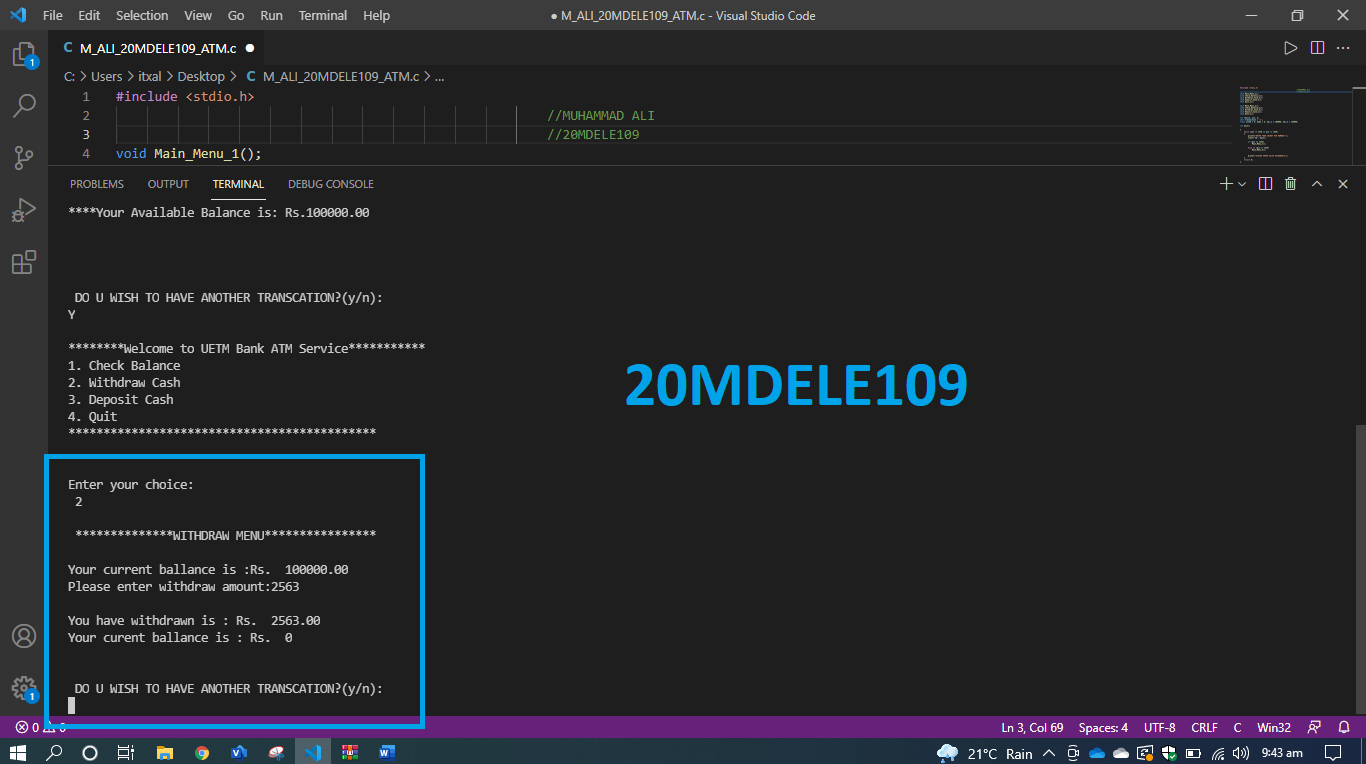 File Edit Selection View Go Run Terminal Help
● M_ALI_20MDELE109_ATM.c - Visual Studio Code
C M_ALI_20MDELE109_ATM.c ●
C: > Users > itxal > Desktop > C M_ALI_20MDELE109_ATM.c > ...
1 #include <stdio.h>
2 //MUHAMMAD ALI
3 //20MDELE109
4 void Main_Menu_1();
PROBLEMS OUTPUT TERMINAL DEBUG CONSOLE
****Your Available Balance is: Rs.100000.00
DO U WISH TO HAVE ANOTHER TRANSCATION?(y/n):
Y
********Welcome to UETM Bank ATM Service***********
1. Check Balance
2. Withdraw Cash
3. Deposit Cash
4. Quit
********************************************
20MDELE109
Enter your choice:
2
**************WITHDRAW MENU****************
Your current ballance is :Rs.  100000.00
Please enter withdraw amount:2563
You have withdrawn is : Rs.  2563.00
Your curent ballance is : Rs.  0
DO U WISH TO HAVE ANOTHER TRANSCATION?(y/n):
1
1
0
Ln 3, Col 69 Spaces: 4 UTF-8 CRLF C Win32
21°C Rain 9:43 am